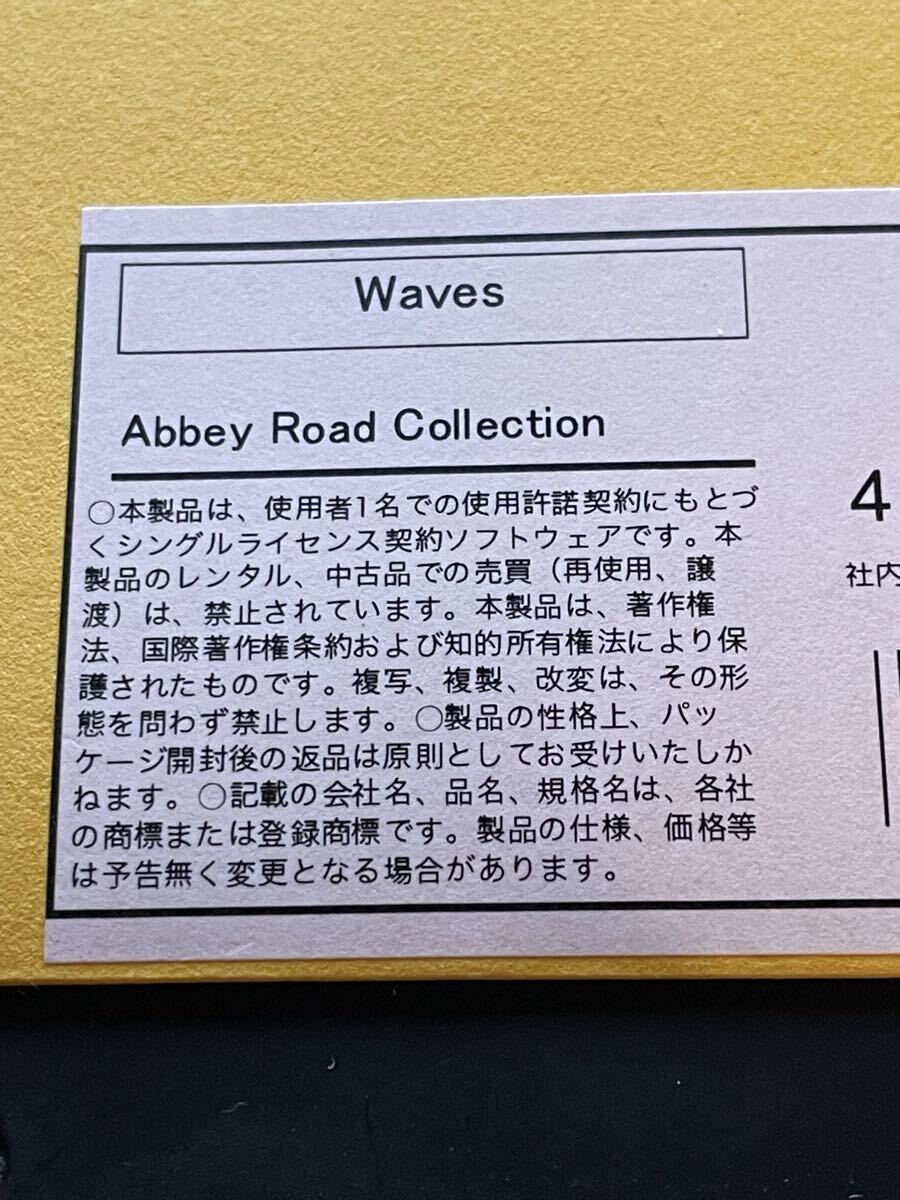 Waves
Abbey Road Collection
○本製品は、使用者1名での使用許諾契約にもとづ
くシングルライセンス契約ソフトウェアです。本
製品のレンタル、中古品での売買（再使用、譲
渡）は、禁止されています。本製品は、著作権
法、国際著作権条約および知的所有権法により保
護されたものです。複写、複製、改変は、その形
態を問わず禁止します。○製品の性格上、パッ
ケージ開封後の返品は原則としてお受けいたしか
ねます。○記載の会社名、品名、規格名は、各社
の商標または登録商標です。製品の仕様、価格等
は予告無く変更となる場合があります。
4
社内